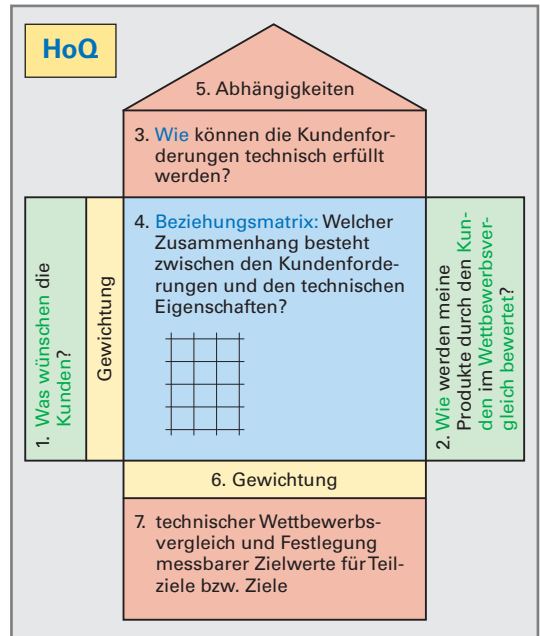 HoQ
5. Abhängigkeiten
3. Wie können die Kundenfor-
derungen technisch erfüllt
werden?
1. Was wünschen die
Kunden?
Gewichtung
4. Beziehungsmatrix: Welcher
Zusammenhang besteht
zwischen den Kundenforde-
rungen und den technischen
Eigenschaften?
2. Wie werden meine
Produkte durch den Kun-
den im Wettbewerbsver-
gleich bewertet?
6. Gewichtung
7. technischer Wettbewerbs-
vergleich und Festlegung
messbarer Zielwerte für Teil-
ziele bzw. Ziele